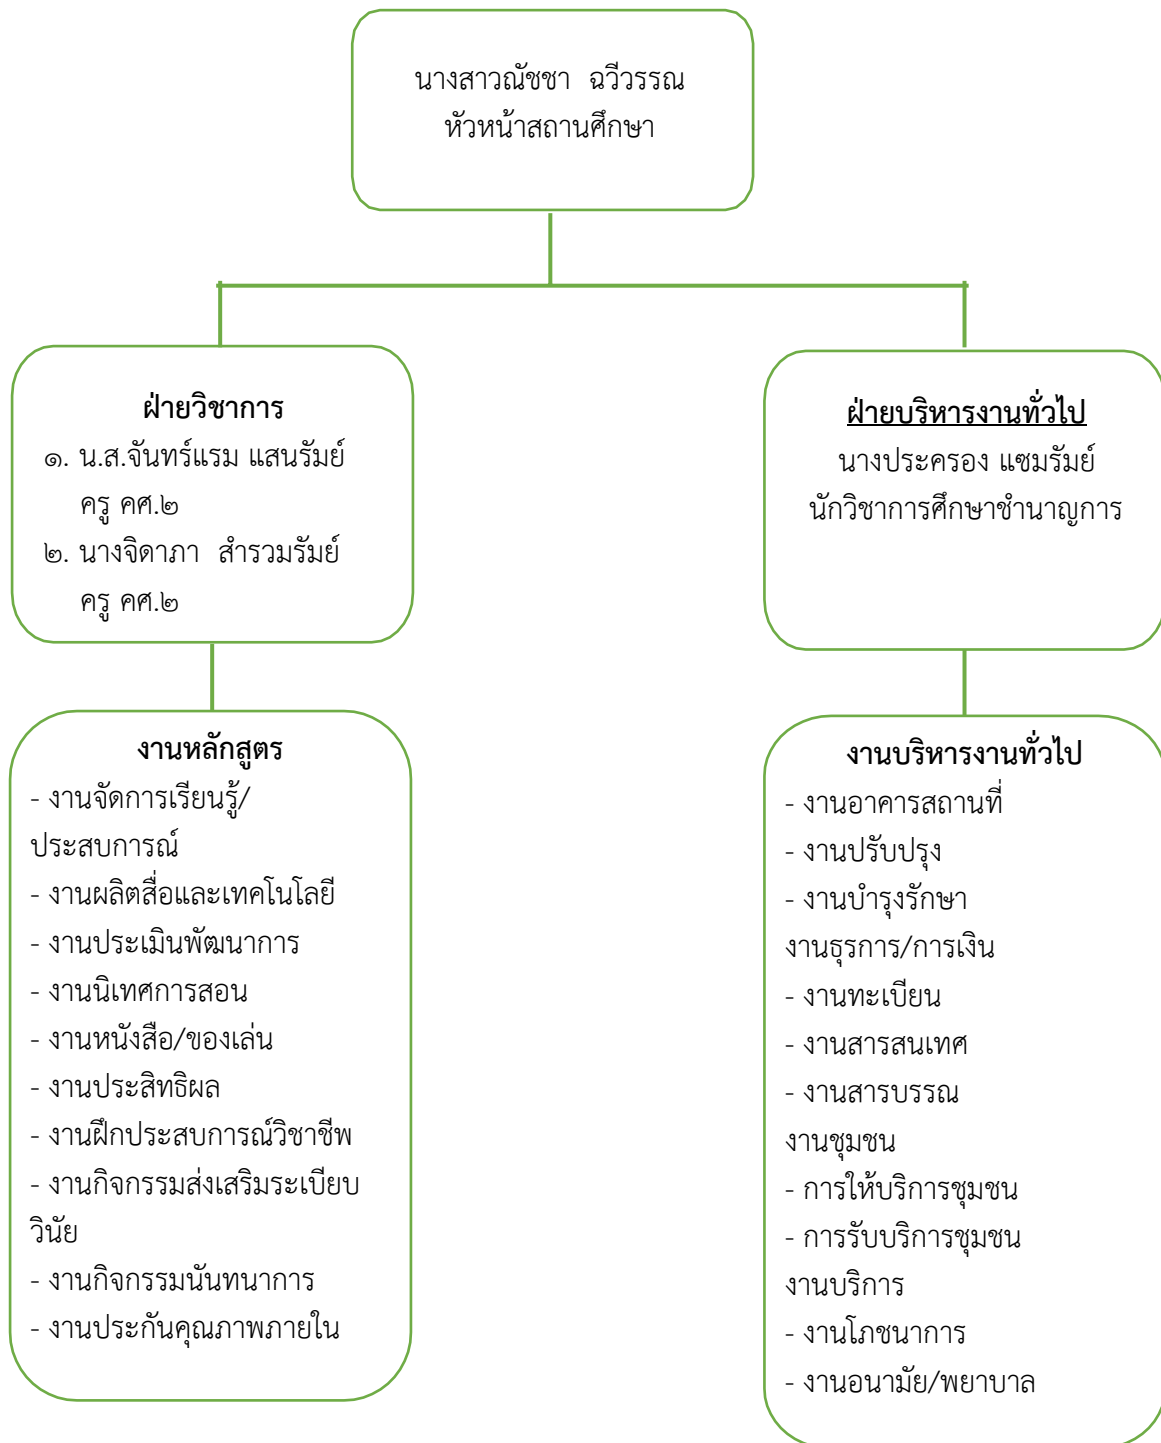 นางสาวณัชชา  ฉวีวรรณ
หัวหน้าสถานศึกษา
ฝ่ายวิชาการ
๑. น.ส.จันทร์แรม แสนรัมย์
ครู คศ.๒
๒. นางจิดาภา  สำรวมรัมย์
ครู คศ.๒
ฝ่ายบริหารงานทั่วไป
นางประครอง แซมรัมย์
นักวิชาการศึกษาชำนาญการ
งานหลักสูตร
- งานจัดการเรียนรู้/
ประสบการณ์
- งานผลิตสื่อและเทคโนโลยี
- งานประเมินพัฒนาการ
- งานนิเทศการสอน
- งานหนังสือ/ของเล่น
- งานประสิทธิผล
- งานฝึกประสบการณ์วิชาชีพ
- งานกิจกรรมส่งเสริมระเบียบ
วินัย
- งานกิจกรรมนันทนาการ
- งานประกันคุณภาพภายใน
งานบริหารงานทั่วไป
- งานอาคารสถานที่
- งานปรับปรุง
- งานบำรุงรักษา
งานธุรการ/การเงิน
- งานทะเบียน
- งานสารสนเทศ
- งานสารบรรณ
งานชุมชน
- การให้บริการชุมชน
- การรับบริการชุมชน
งานบริการ
- งานโภชนาการ
- งานอนามัย/พยาบาล